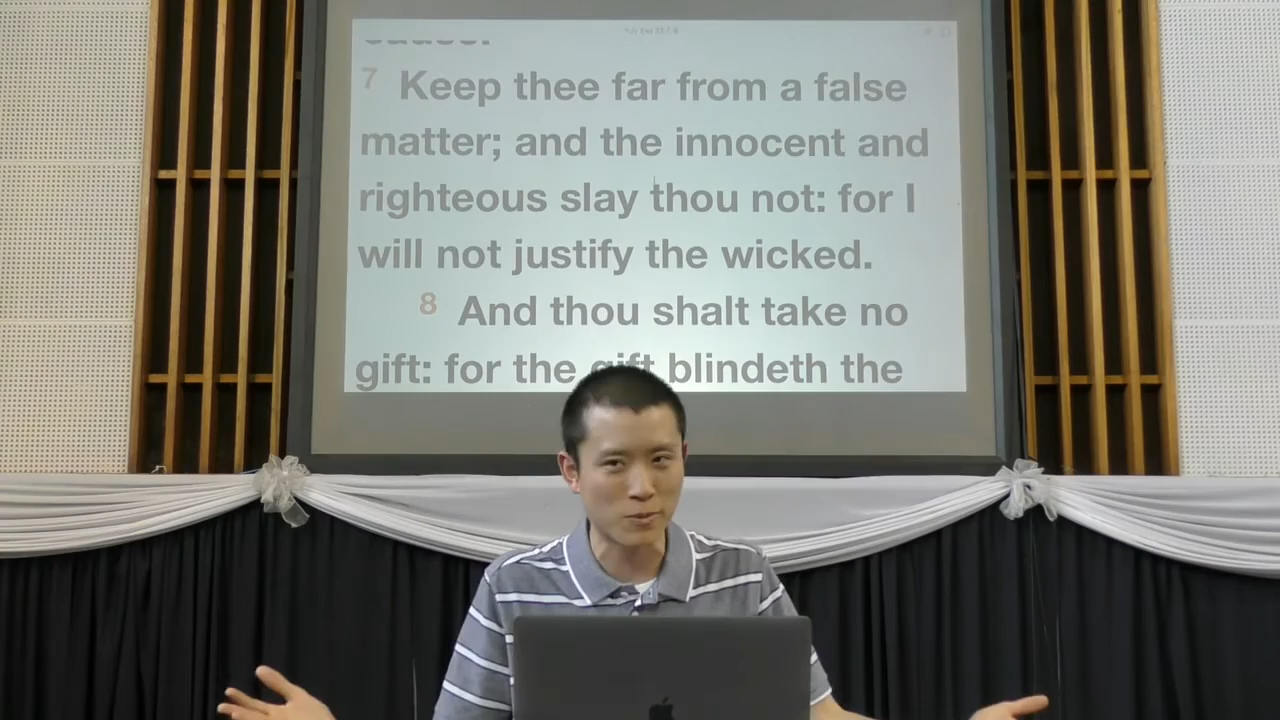 7 Keep thee far from a false
matter; and the innocent and
righteous slay thou not: for I
will not justify the wicked.
8 And thou shalt take no
gift: for the gift blindeth the